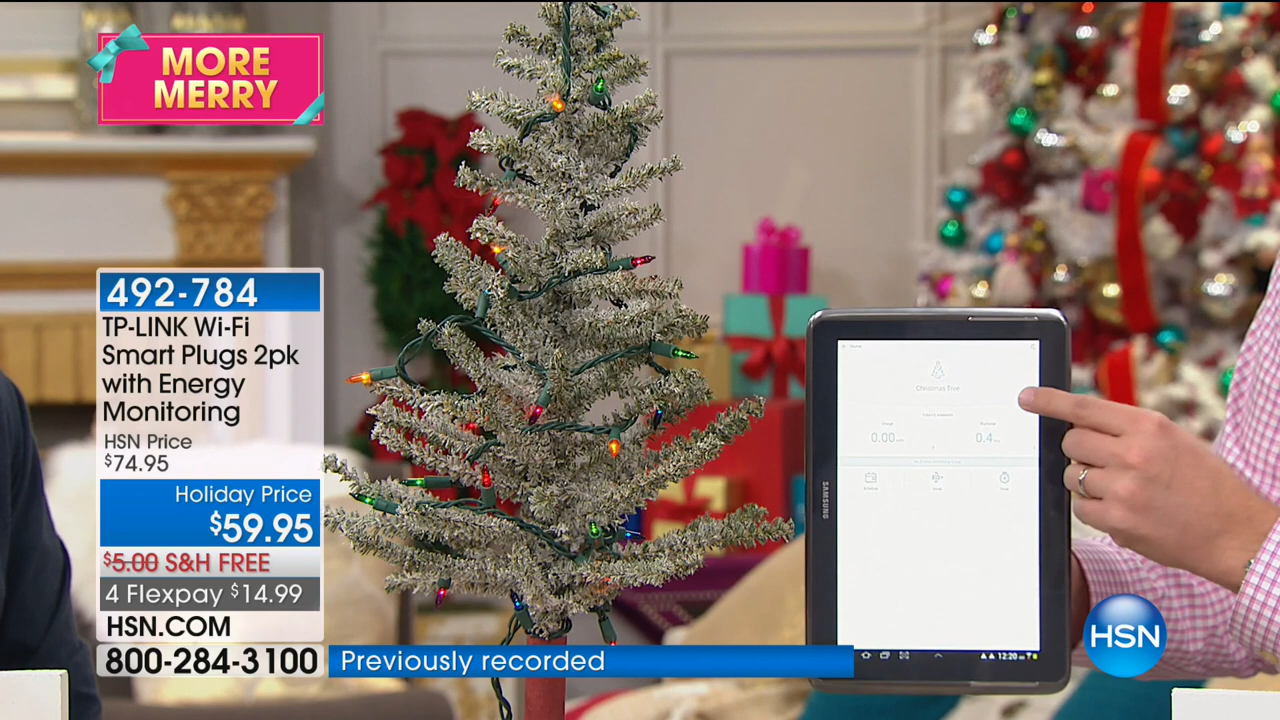 MORE
MERRY
492-784
TP-LINK Wi-Fi
Smart Plugs 2pk
with Energy
Monitoring
HSN Price
$74.95
Holiday Price
$59.95
$5.00 S&H FREE
4 Flexpay $14.99
HSN.COM
800-284-3100
Previously recorded
HSN
SAMSUNG
Christmas Tree
0.00
0.4
12:20